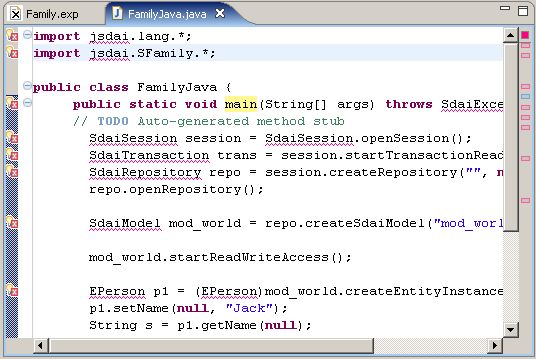 Family.exp FamilyJava.java
import jsdai.lang.*;
import jsdai.SFamily.*;
public class FamilyJava {
public static void main(String[] args) throws SdaiExce
// TODO Auto-generated method stub
SdaiSession session = SdaiSession.openSession();
SdaiTransaction trans = session.startTransactionRead
SdaiRepository repo = session.createRepository("", n
repo.openRepository();
SdaiModel mod_world = repo.createSdaiModel("mod_worl
mod_world.startReadWriteAccess();
EPerson p1 = (EPerson)mod_world.createEntityInstance
p1.setName(null, "Jack");
String s = p1.getName(null);